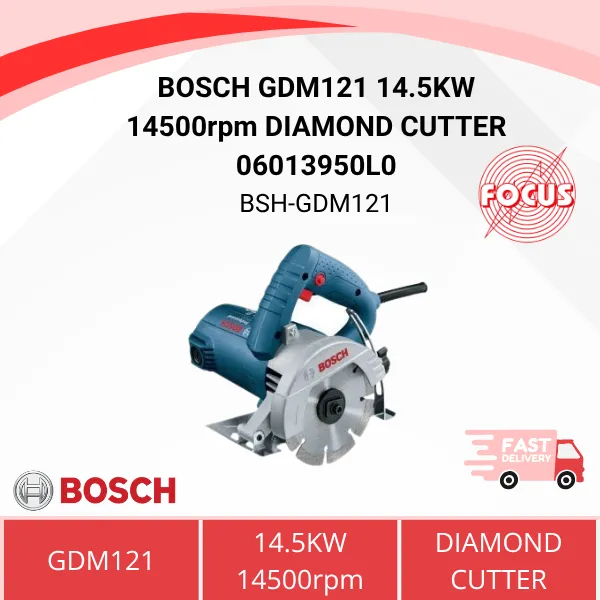 BOSCH GDM121 14.5KW
14500rpm DIAMOND CUTTER
06013950L0
BSH-GDM121
FOCUS
BOSCH
BOSCH
FAST
DELIVERY
BOSCH
GDM121
14.5KW
14500rpm
DIAMOND
CUTTER